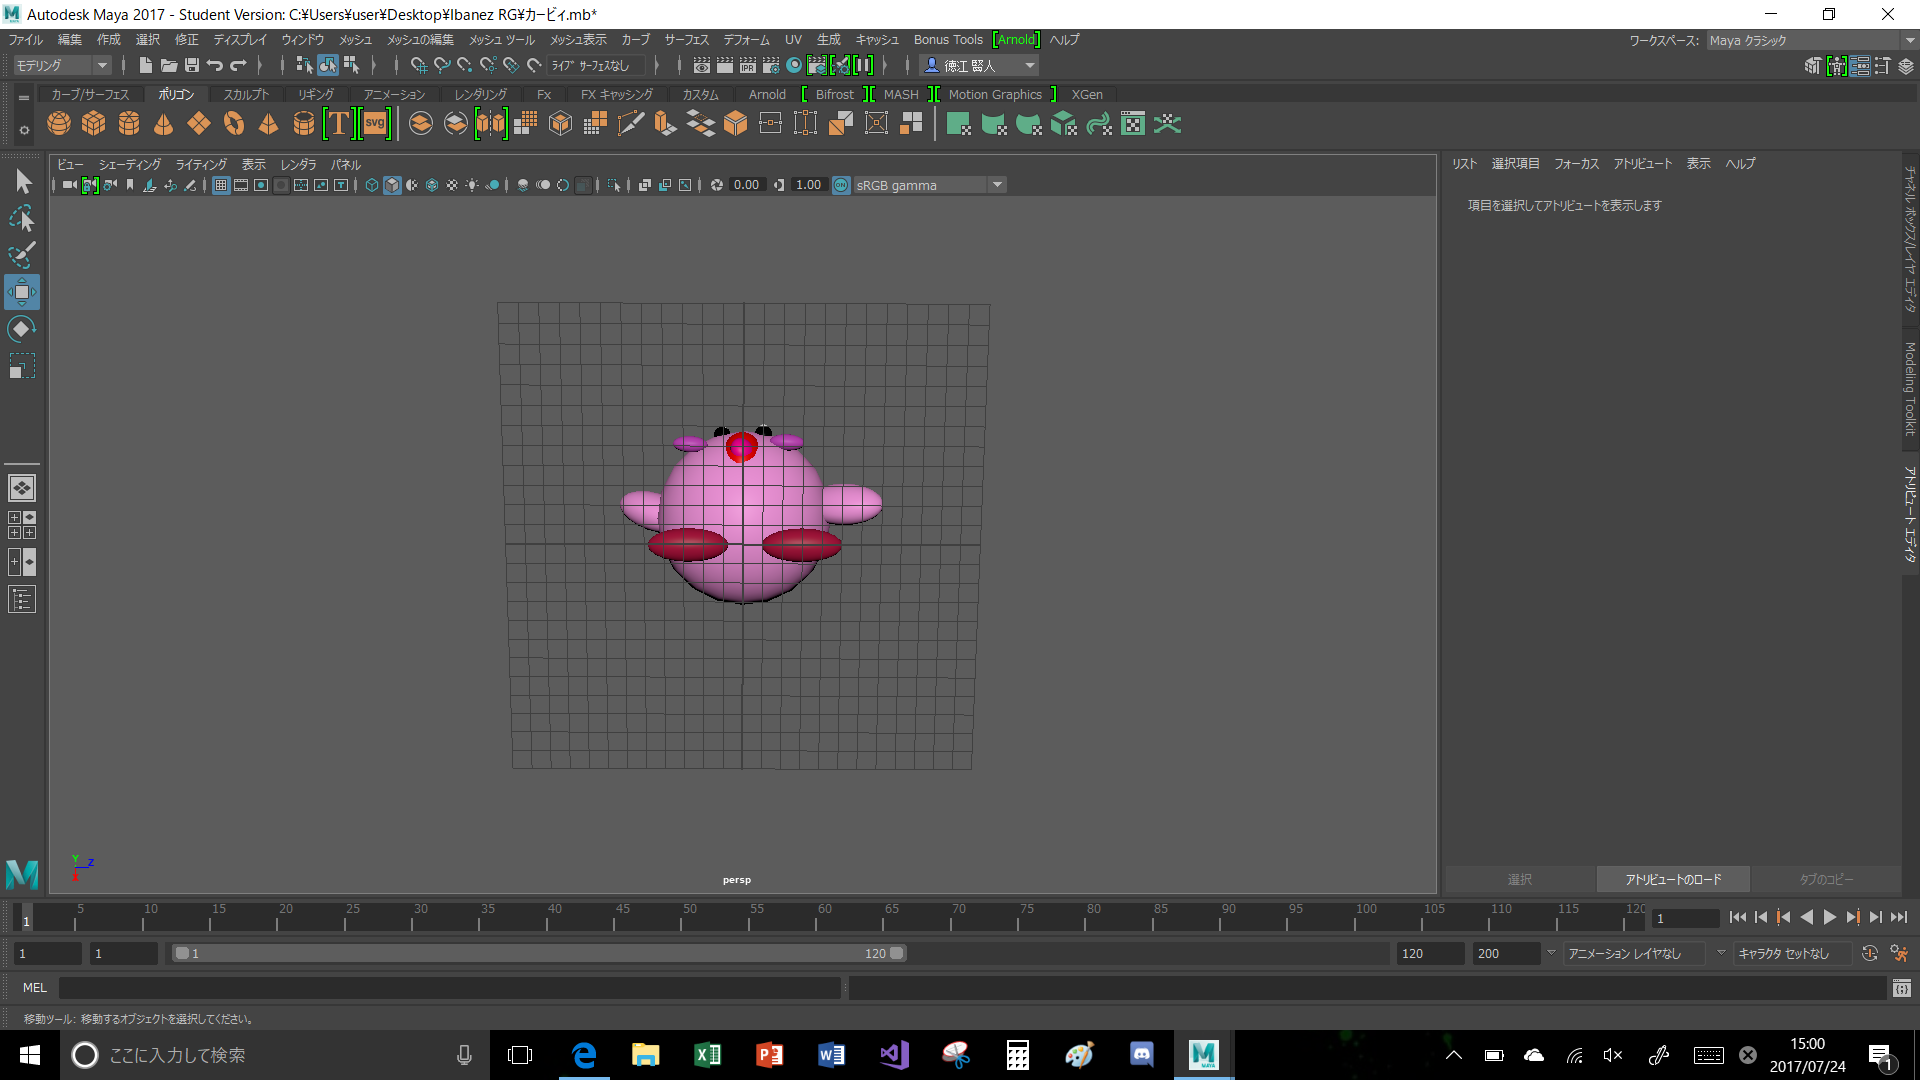 Autodesk Maya 2017 - Student Version: C:¥Users¥user¥Desktop¥Ibanez RG¥カービィ.mb*
ファイル 編集 作成 選択 修正 ディスプレイ ウィンドウ メッシュ メッシュの編集 メッシュ ツール メッシュ表示 カーブ サーフェス デフォーム UV 生成 キャッシュ Bonus Tools [Arnold] ヘルプ
ワークスペース: Maya クラシック
モデリング
ライブ サーフェスなし
IPR
徳江 賢人
カーブ/サーフェス ポリゴン スカルプト リギング アニメーション レンダリング Fx FX キャッシング カスタム Arnold [ Bifrost ] [ MASH ] [ Motion Graphics ] XGen
T
svg
ビュー シェーディング ライティング 表示 レンダラ パネル
0.00
1.00
ON
sRGB gamma
リスト 選択項目 フォーカス アトリビュート 表示 ヘルプ
項目を選択してアトリビュートを表示します
チャネル ボックス/レイヤ エディタ
Modeling Toolkit
アトリビュート エディタ
Y
Z
X
persp
選択
アトリビュートのロード
タブのコピー
M
1
5 10 15 20 25 30 35 40 45 50 55 60 65 70 75 80 85 90 95 100 105 110 115 120
1
1
1
1
120
120
200
アニメーション レイヤなし
キャラクタ セットなし
MEL
移動ツール: 移動するオブジェクトを選択してください。
ここに入力して検索
15:00
2017/07/24
1